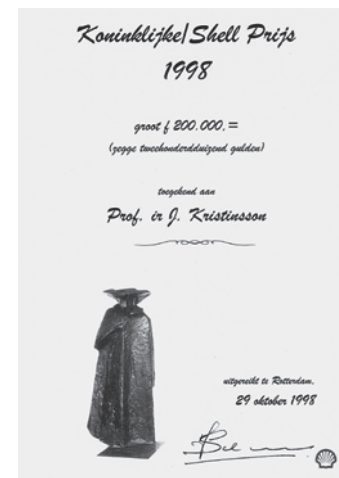 Koninklijke/Shell Prijs
1998
groot f 200.000,=
(zegge tweehonderdduizend gulden)
toegekend aan
Prof. ir J. Kristinsson
uitgereikt te Rotterdam,
29 oktober 1998